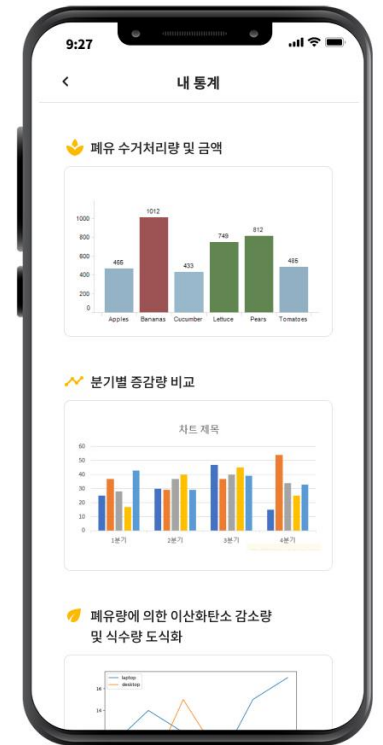 9:27
내 통계
폐유 수거처리량 및 금액
1012
812
749
465
433
485
1000
800
600
400
200
0
Apples Bananas Cucumber Lettuce Pears Tomatoes
분기별 증감량 비교
차트 제목
60
50
40
30
20
10
0
1분기 2분기 3분기 4분기
폐유량에 의한 이산화탄소 감소량
및 식수량 도식화
laptop
desktop
16
14